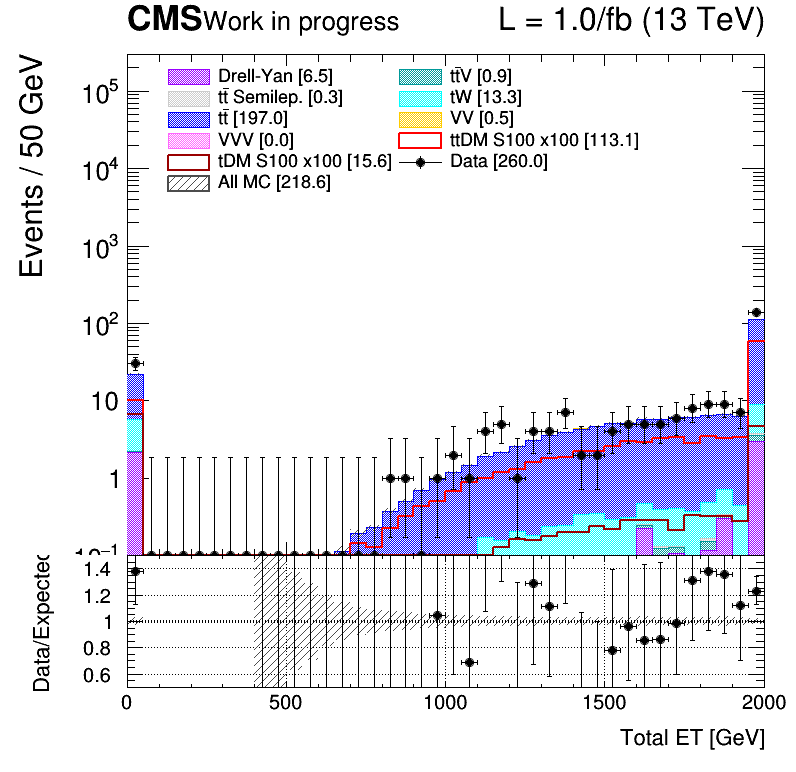 CMS Work in progress L = 1.0/fb (13 TeV)
Events / 50 GeV
10⁵
10⁴
10³
10²
10
1
10⁻¹
Drell-Yan [6.5] tt̄V [0.9]
tt̄ Semilep. [0.3] tW [13.3]
tt̄ [197.0] VV [0.5]
VVV [0.0] ttDM S100 x100 [113.1]
tDM S100 x100 [15.6] Data [260.0]
All MC [218.6]
Data/Expected
1.4
1.2
1
0.8
0.6
0 500 1000 1500 2000
Total ET [GeV]